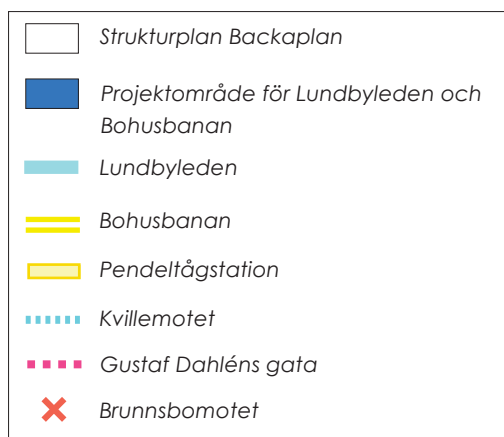 Strukturplan Backaplan
Projektområde för Lundbyleden och
Bohusbanan
Lundbyleden
Bohusbanan
Pendeltågstation
Kvillemotet
Gustaf Dahléns gata
Brunnsbomotet